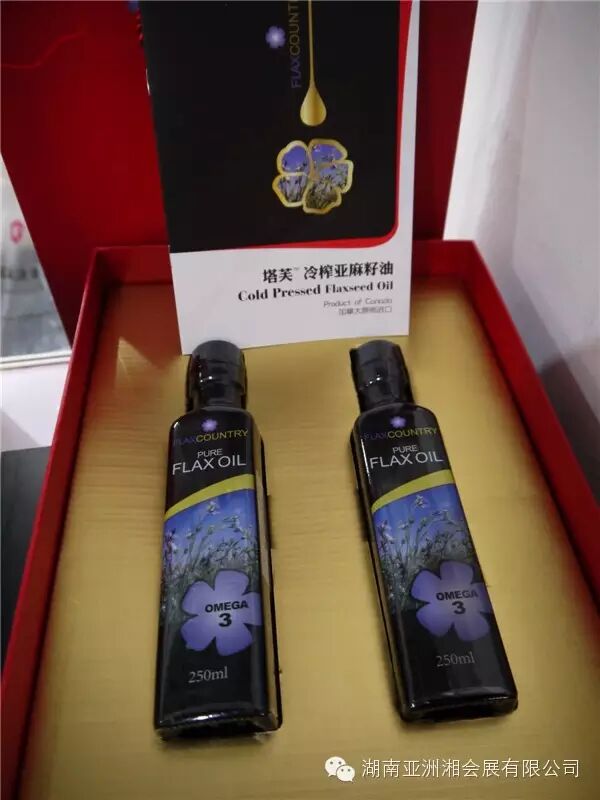 FLAXCOUNTRY
塔芙™ 冷榨亚麻籽油
Cold Pressed Flaxseed Oil
Product of Canada
加拿大原瓶进口
FLAXCOUNTRY
PURE
FLAX OIL
OMEGA
3
250ml
FLAXCOUNTRY
PURE
FLAX OIL
OMEGA
3
250ml
湖南亚洲湘会展有限公司